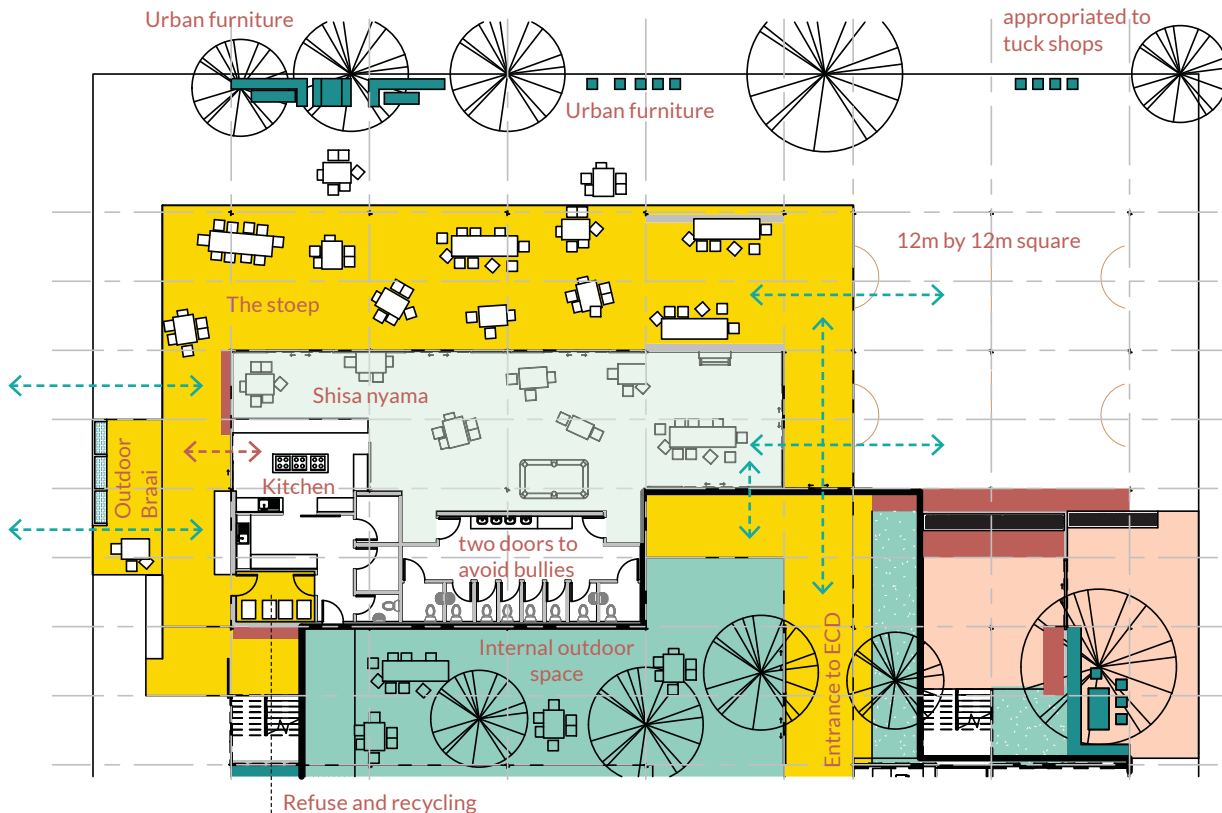 Urban furniture
appropriated to
tuck shops
Urban furniture
12m by 12m square
The stoep
Shisa nyama
Outdoor
Braai
Kitchen
two doors to
avoid bullies
Internal outdoor
space
Entrance to ECD
Refuse and recycling